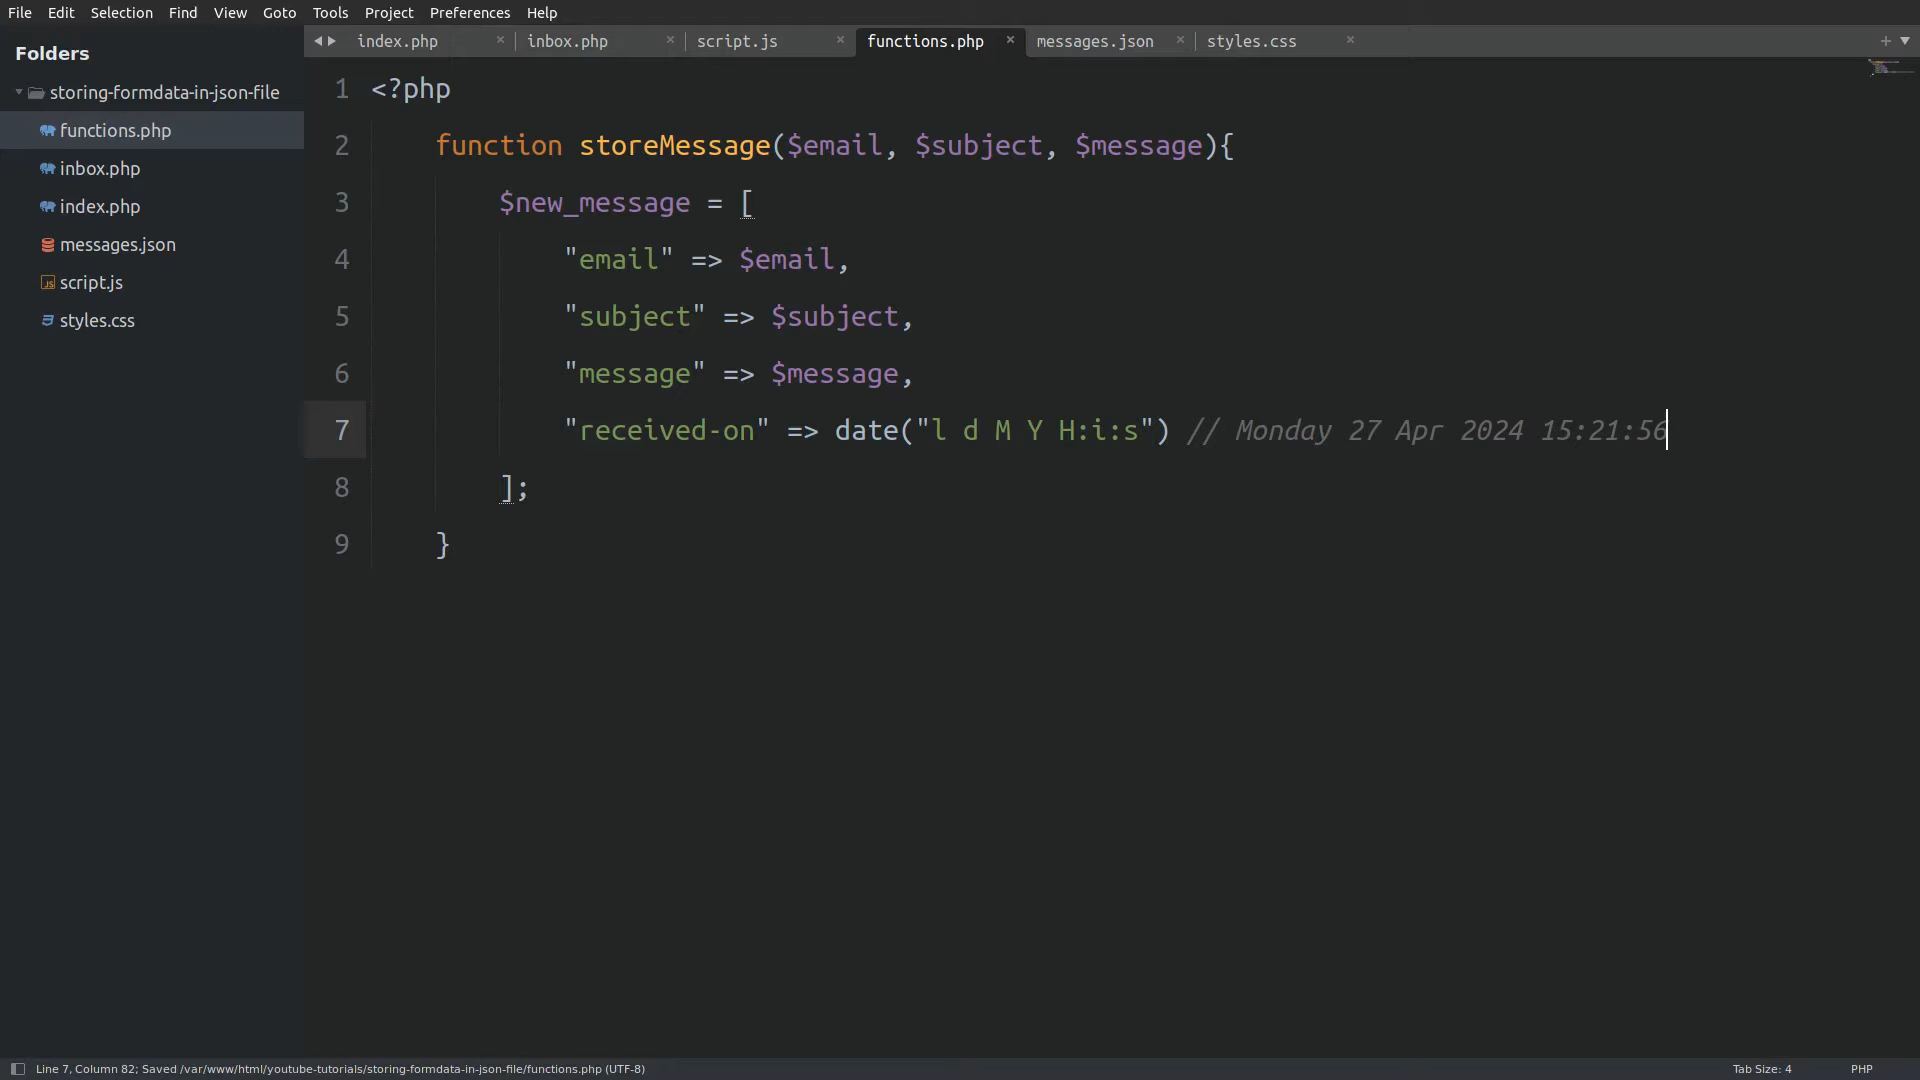 File Edit Selection Find View Goto Tools Project Preferences Help
Folders
storing-formdata-in-json-file
functions.php
inbox.php
index.php
messages.json
script.js
styles.css
index.php × inbox.php × script.js × functions.php × messages.json × styles.css × +
1 <?php
2 function storeMessage($email, $subject, $message){
3 $new_message = [
4 "email" => $email,
5 "subject" => $subject,
6 "message" => $message,
7 "received-on" => date("l d M Y H:i:s") // Monday 27 Apr 2024 15:21:56
8 ];
9 }
Line 7, Column 82; Saved /var/www/html/youtube-tutorials/storing-formdata-in-json-file/functions.php (UTF-8) Tab Size: 4 PHP